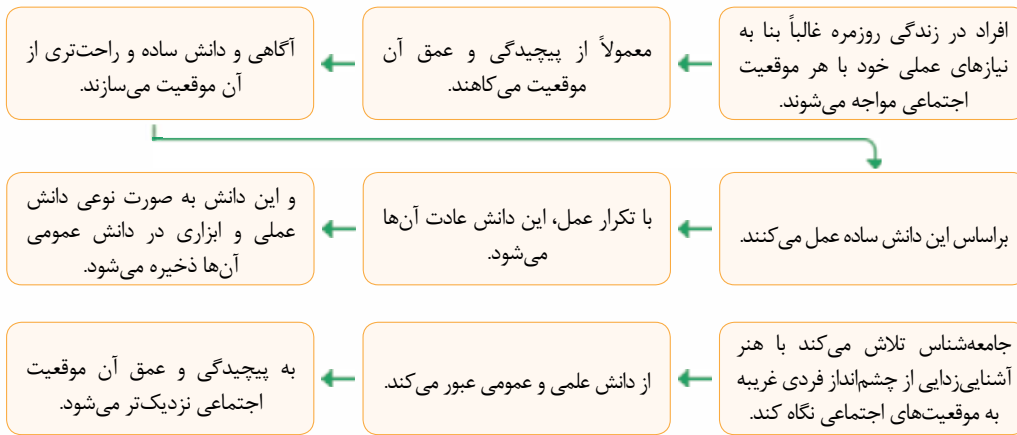 افراد در زندگی روزمره غالباً بنا به
نیازهای عملی خود با هر موقعیت
اجتماعی مواجه می‌شوند.
معمولاً از پیچیدگی و عمق آن
موقعیت می‌کاهند.
آگاهی و دانش ساده و راحت‌تری از
آن موقعیت می‌سازند.
براساس این دانش ساده عمل می‌کنند.
با تکرار عمل، این دانش عادت آن‌ها
می‌شود.
و این دانش به صورت نوعی دانش
عملی و ابزاری در دانش عمومی
آن‌ها ذخیره می‌شود.
جامعه‌شناس تلاش می‌کند با هنر
آشنایی‌زدایی از چشم‌انداز فردی غریبه
به موقعیت‌های اجتماعی نگاه کند.
از دانش علمی و عمومی عبور می‌کند.
به پیچیدگی و عمق آن موقعیت
اجتماعی نزدیک‌تر می‌شود.